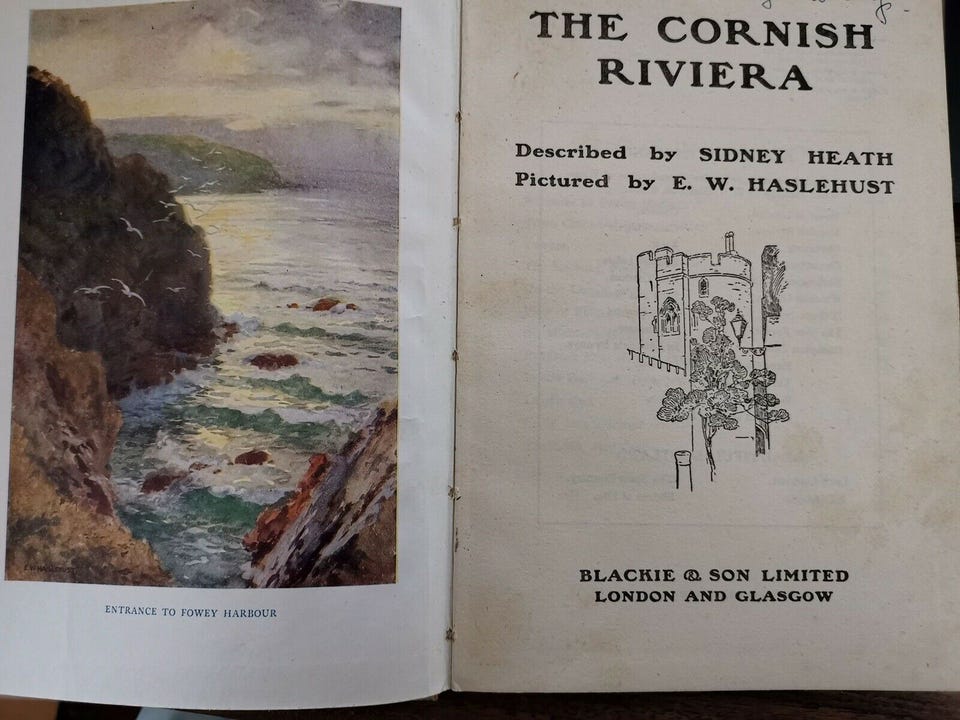 E.W.HASLEHUST
ENTRANCE TO FOWEY HARBOUR
THE CORNISH
RIVIERA
Described by SIDNEY HEATH
Pictured by E. W. HASLEHUST
BLACKIE & SON LIMITED
LONDON AND GLASGOW